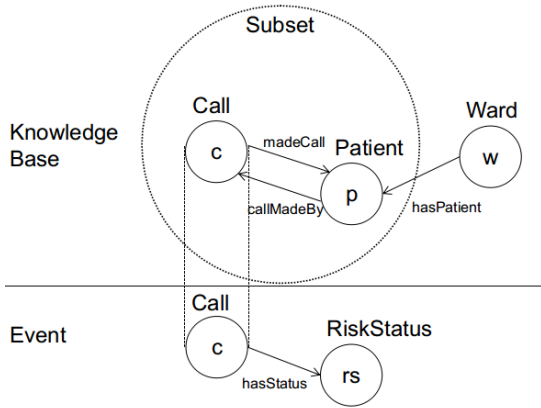 Subset
Call
Ward
Knowledge
Base
c
madeCall
Patient
w
p
callMadeBy
hasPatient
Call
Event
c
RiskStatus
hasStatus
rs